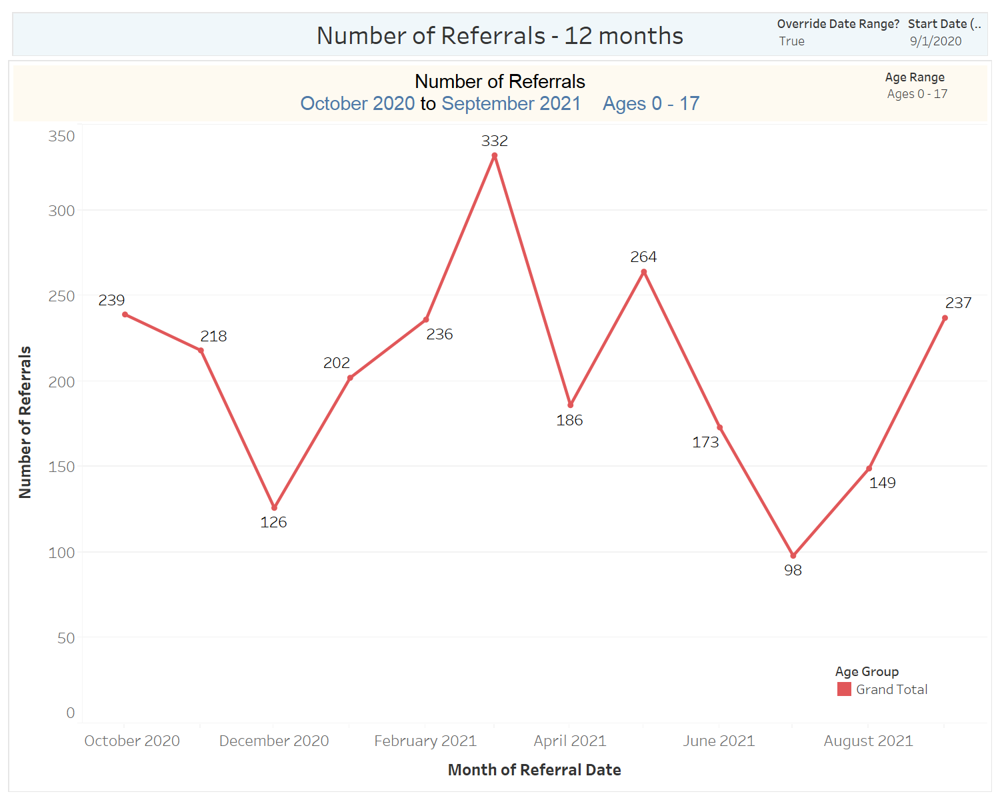 Number of Referrals - 12 months
Override Date Range? Start Date (..
True 9/1/2020
Number of Referrals
October 2020 to September 2021 Ages 0 - 17
Age Range
Ages 0 - 17
350
300
250
200
150
100
50
0
Number of Referrals
239
218
126
202
236
332
186
264
173
98
149
237
Age Group
Grand Total
October 2020 December 2020 February 2021 April 2021 June 2021 August 2021
Month of Referral Date